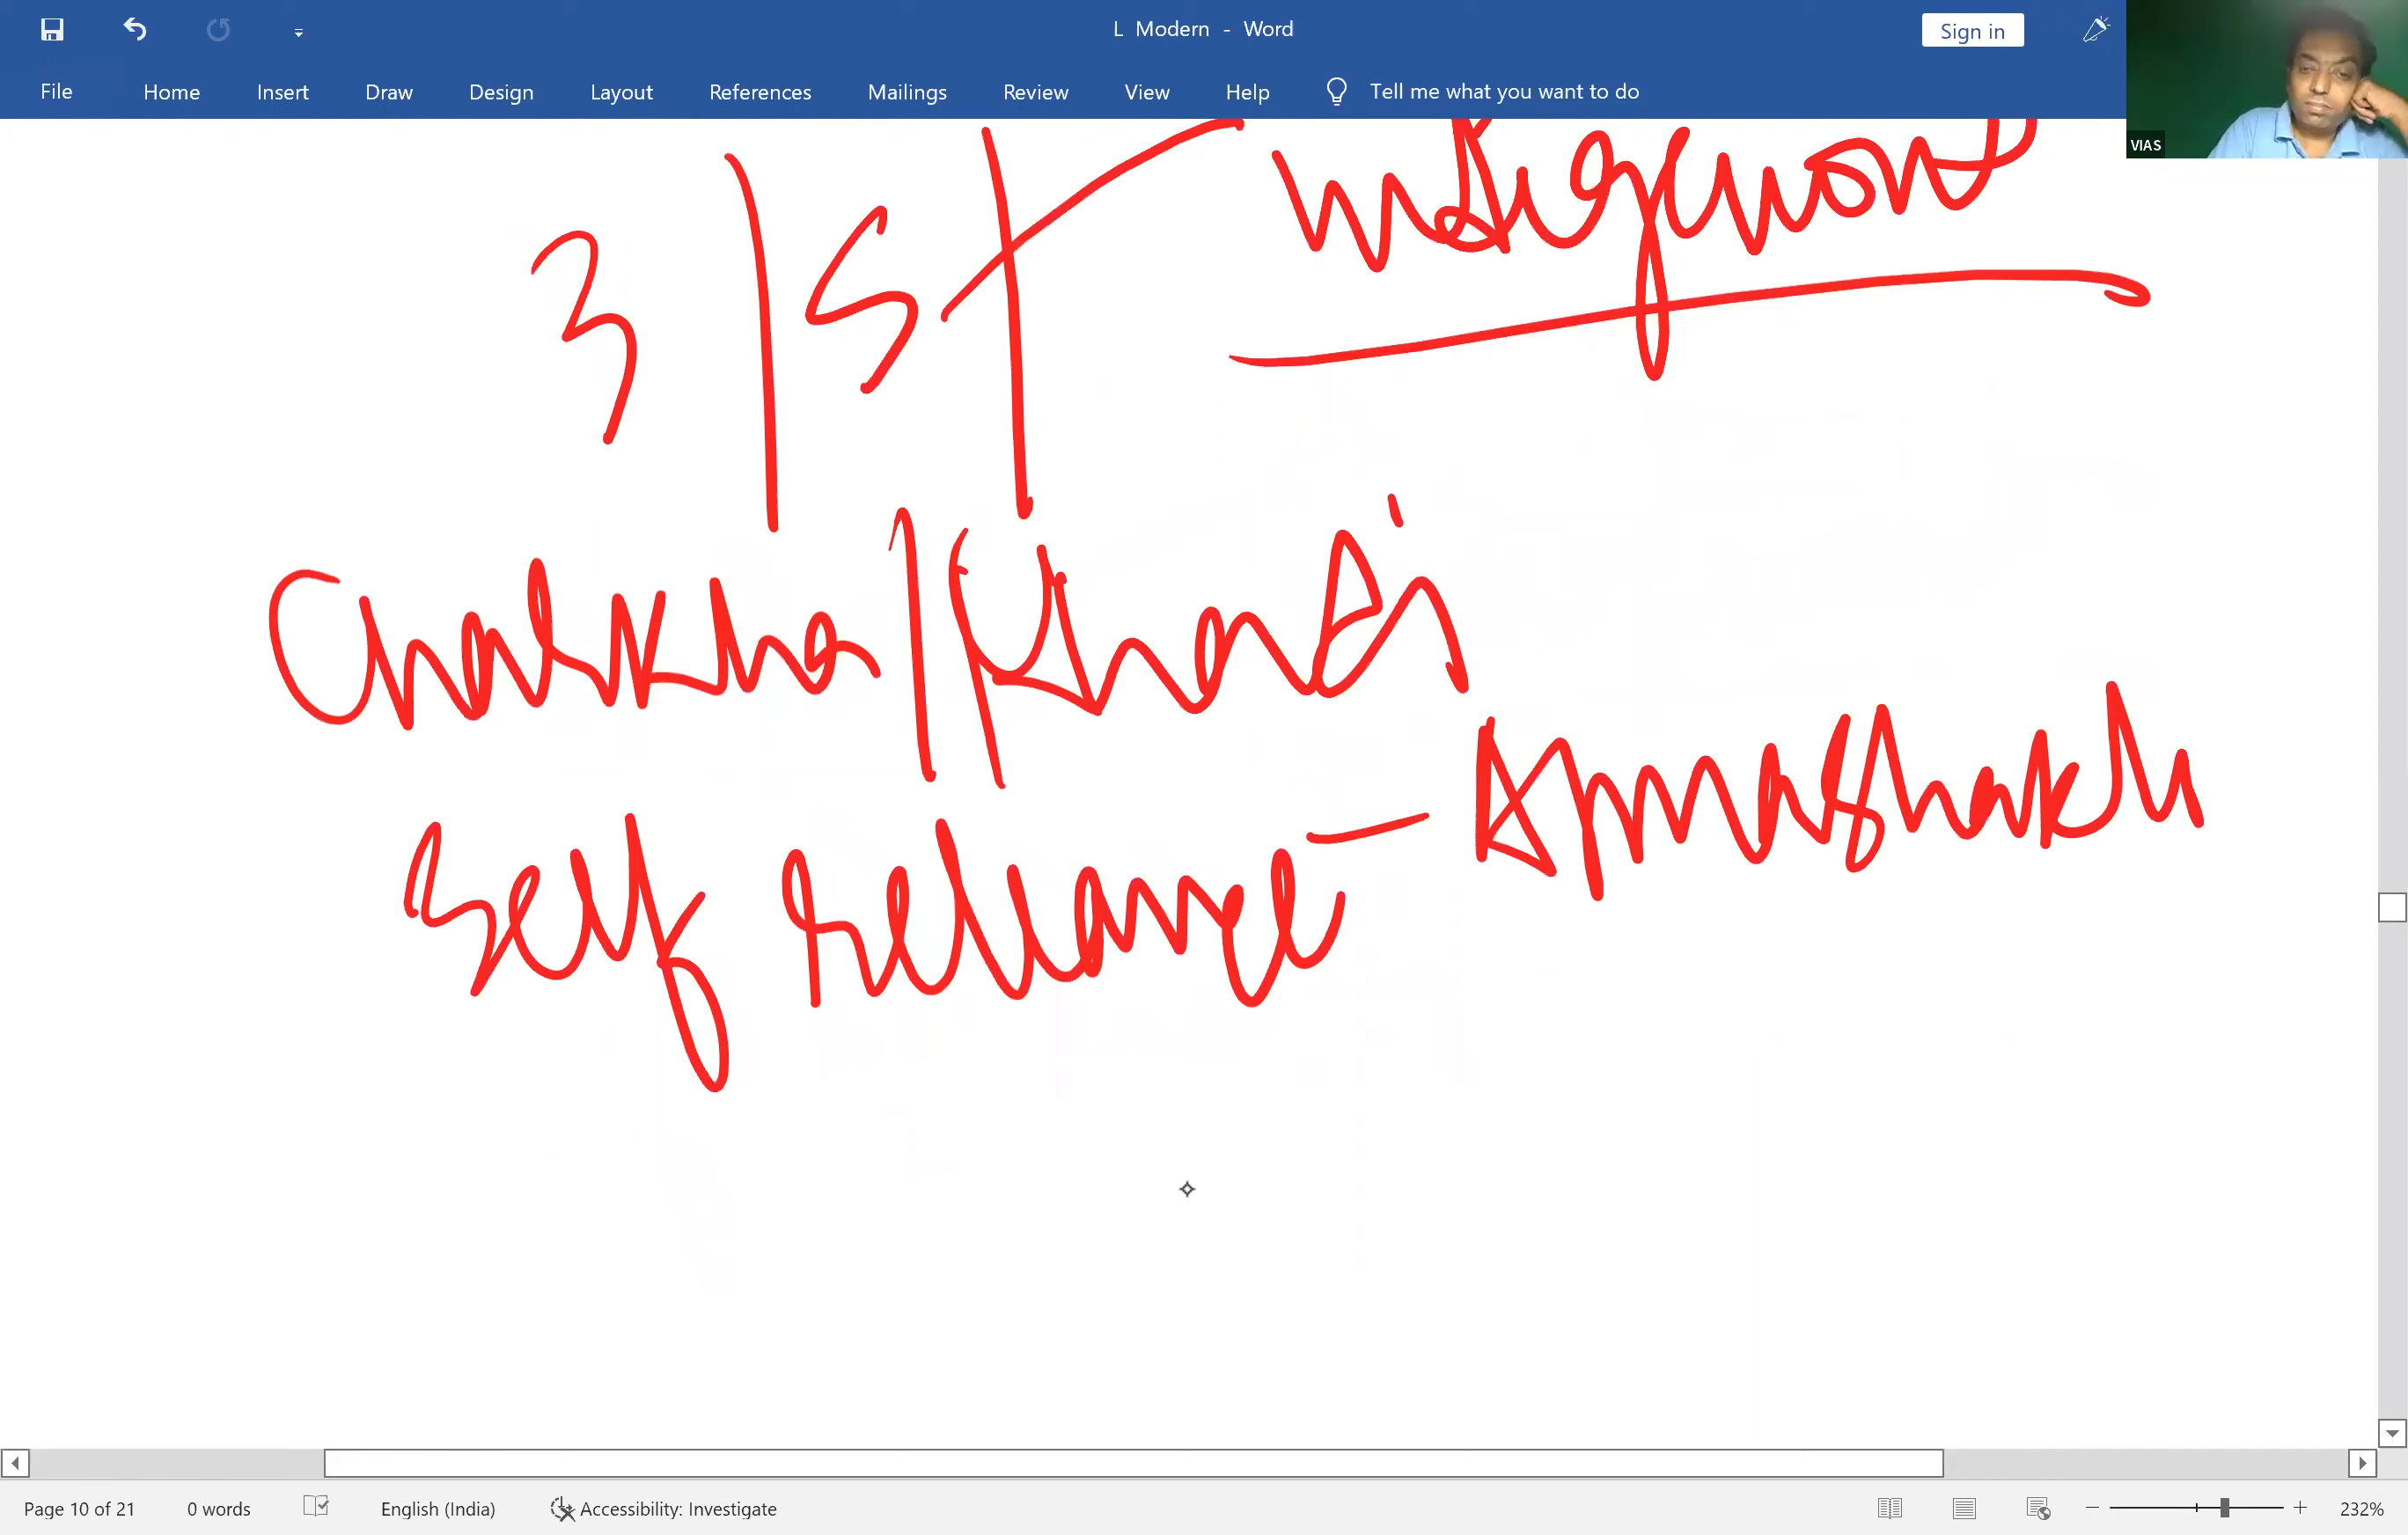 L Modern - Word
Sign in
File Home Insert Draw Design Layout References Mailings Review View Help Tell me what you want to do
VIAS
3 | ST
Charkha | Khadi
Self reliance - Atmashakti
Page 10 of 21 0 words English (India) Accessibility: Investigate 232%